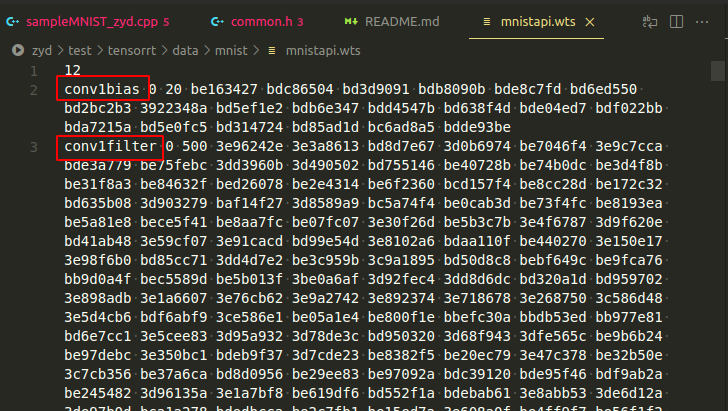 sampleMNIST_zyd.cpp 5 common.h 3 README.md mnistapi.wts
zyd > test > tensorrt > data > mnist > mnistapi.wts
1 12
2 conv1bias 0 20 be163427 bdc86504 bd3d9091 bdb8090b bde8c7fd bd6ed550
bd2bc2b3 3922348a bd5ef1e2 bdb6e347 bdd4547b bd638f4d bde04ed7 bdf022bb
bda7215a bd5e0fc5 bd314724 bd85ad1d bc6ad8a5 bdde93be
3 conv1filter 0 500 3e96242e 3e3a8613 bd8d7e67 3d0b6974 be7046f4 3e9c7cca
bde3a779 be75febc 3dd3960b 3d490502 bd755146 be40728b be74b0dc be3d4f8b
be31f8a3 be84632f bed26078 be2e4314 be6f2360 bcd157f4 be8cc28d be172c32
bd635b08 3d903279 baf14f27 3d8589a9 bc5a74f4 be0cab3d be73f4fc be8193ea
be5a81e8 bece5f41 be8aa7fc be07fc07 3e30f26d be5b3c7b 3e4f6787 3d9f620e
bd41ab48 3e59cf07 3e91cacd bd99e54d 3e8102a6 bdaa110f be440270 3e150e17
3e98f6b0 bd85cc71 3dd4d7e2 be3c959b 3c9a1895 bd50d8c8 bebf649c be9fca76
bb9d0a4f bec5589d be5b013f 3be0a6af 3d92fec4 3dd8d6dc bd320a1d bd959702
3e898adb 3e1a6607 3e76cb62 3e9a2742 3e892374 3e718678 3e268750 3c586d48
3e5d4cb6 bdf6abf9 3ce586e1 be05a1e4 be800f1e bbefc30a bbdb53ed bb977e81
bd6e7cc1 3e5cee83 3d95a932 3d78de3c bd950320 3d68f943 3dfe565c be9b6b24
be97debc 3e350bc1 bdeb9f37 3d7cde23 be8382f5 be20ec79 3e47c378 be32b50e
3c7cb356 be37a6ca bd8d0956 be29ee83 be97092a bdc39120 bde95f46 bdf9ab2a
be245482 3d96135a 3e1a7bf8 be619df6 bd552f1a bdebab61 3e8abb53 3de6d12a